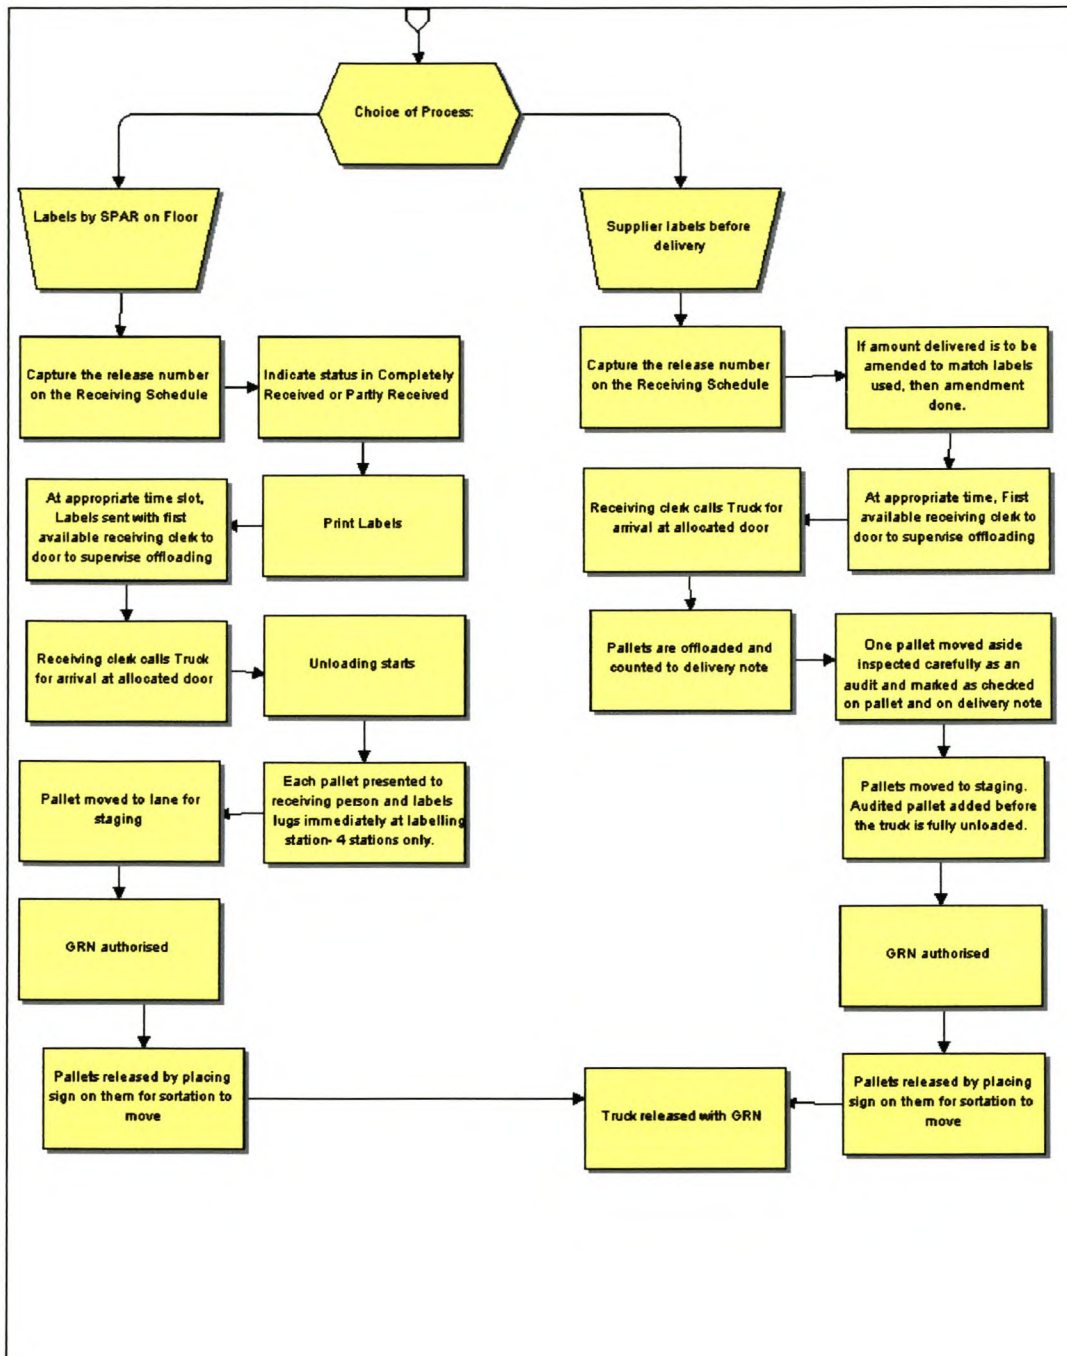 Choice of Process:
Labels by SPAR on Floor
Supplier labels before
delivery
Capture the release number
on the Receiving Schedule
Indicate status in Completely
Received or Partly Received
Capture the release number
on the Receiving Schedule
If amount delivered is to be
amended to match labels
used, then amendment
done.
At appropriate time slot,
Labels sent with first
available receiving clerk to
door to supervise offloading
Print Labels
Receiving clerk calls Truck for
arrival at allocated door
At appropriate time, First
available receiving clerk to
door to supervise offloading
Receiving clerk calls Truck
for arrival at allocated door
Unloading starts
Pallets are offloaded and
counted to delivery note
One pallet moved aside
inspected carefully as an
audit and marked as checked
on pallet and on delivery note
Pallet moved to lane for
staging
Each pallet presented to
receiving person and labels
lugs immediately at labelling
station- 4 stations only.
Pallets moved to staging.
Audited pallet added before
the truck is fully unloaded.
GRN authorised
GRN authorised
Pallets released by placing
sign on them for sortation to
move
Truck released with GRN
Pallets released by placing
sign on them for sortation to
move